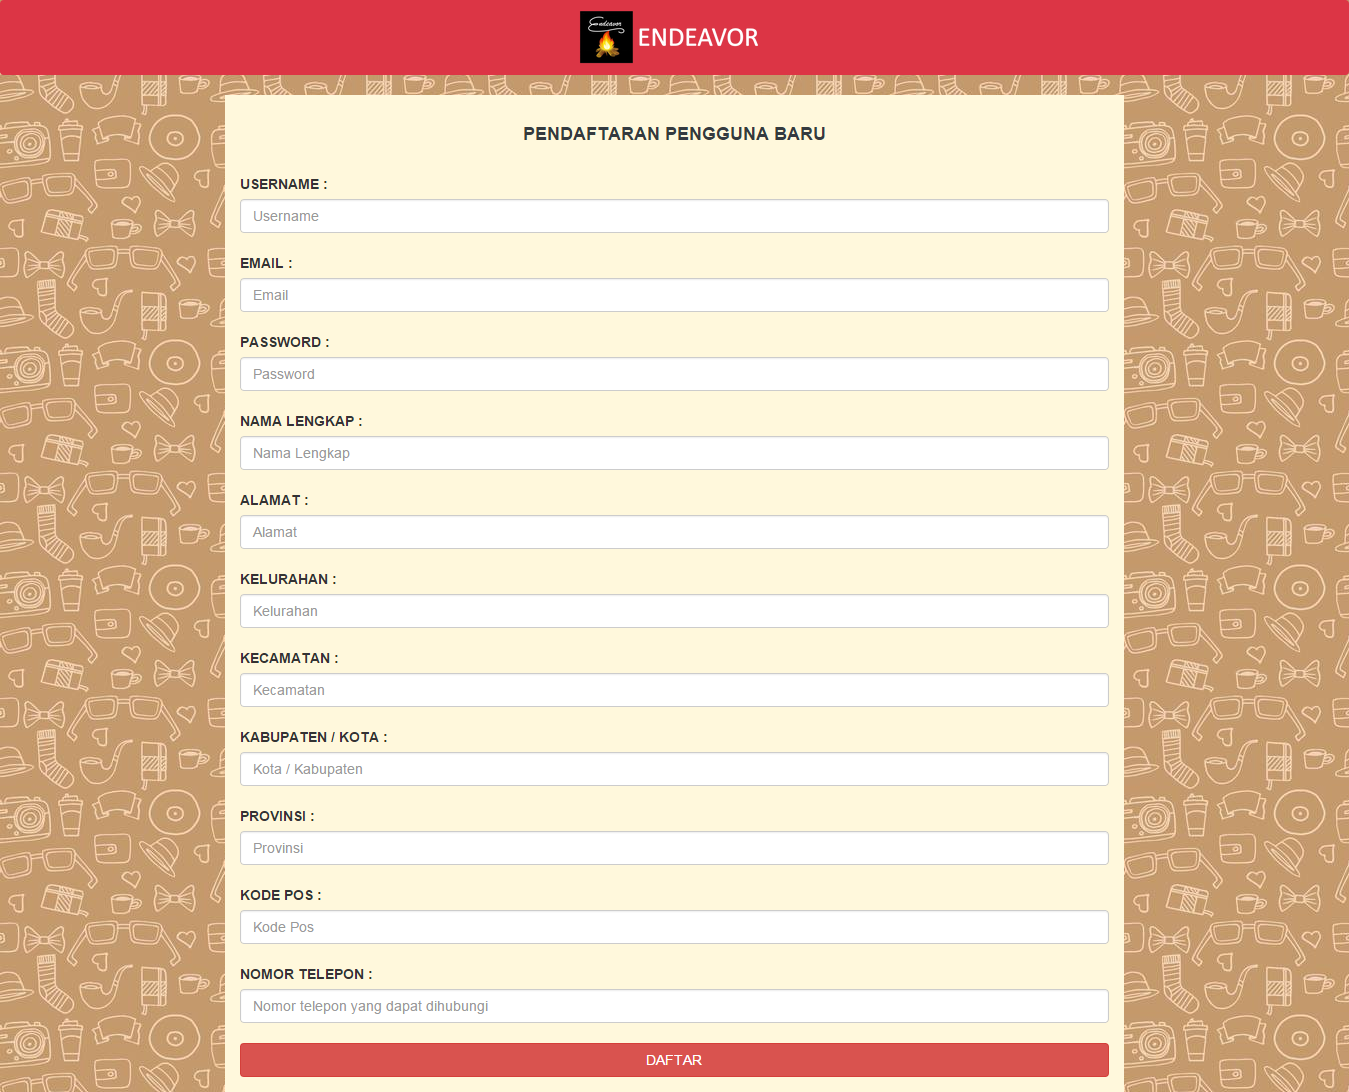 Endeavor
ENDEAVOR
PENDAFTARAN PENGGUNA BARU
USERNAME :
Username
EMAIL :
Email
PASSWORD :
Password
NAMA LENGKAP :
Nama Lengkap
ALAMAT :
Alamat
KELURAHAN :
Kelurahan
KECAMATAN :
Kecamatan
KABUPATEN / KOTA :
Kota / Kabupaten
PROVINSI :
Provinsi
KODE POS :
Kode Pos
NOMOR TELEPON :
Nomor telepon yang dapat dihubungi
DAFTAR